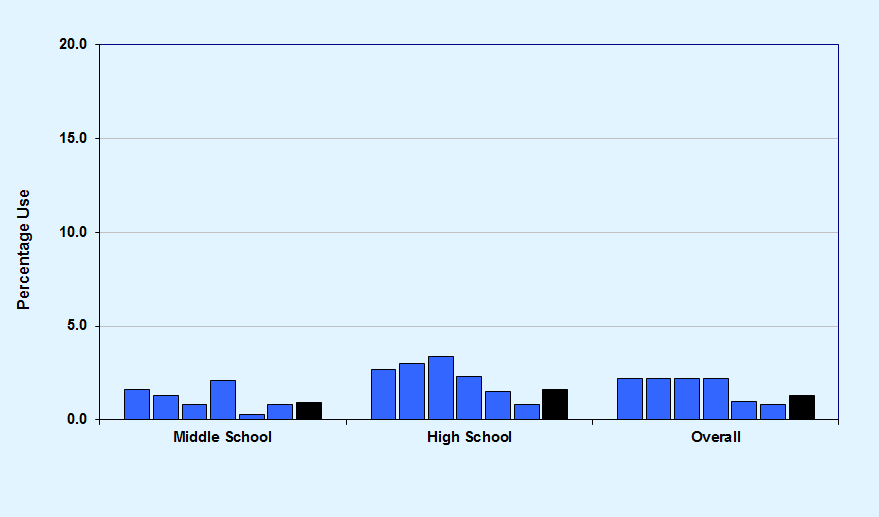 20.0
15.0
10.0
5.0
0.0
Percentage Use
Middle School
High School
Overall